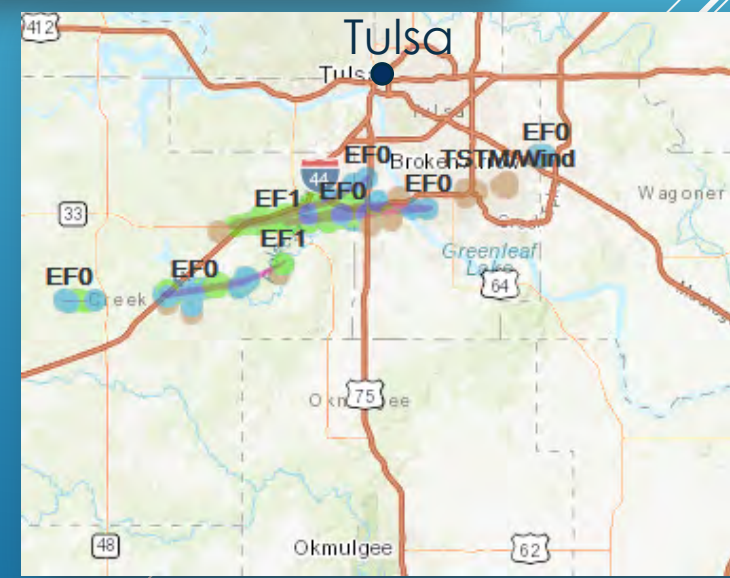 412
Tulsa
Tulsa
EF0
EF0
TSTM/Wind
44
EF0
EF1
EF0
Wagoner
33
EF1
Greenleaf
Lake
EF0
EF0
64
Creek
75
48
Okmulgee
62